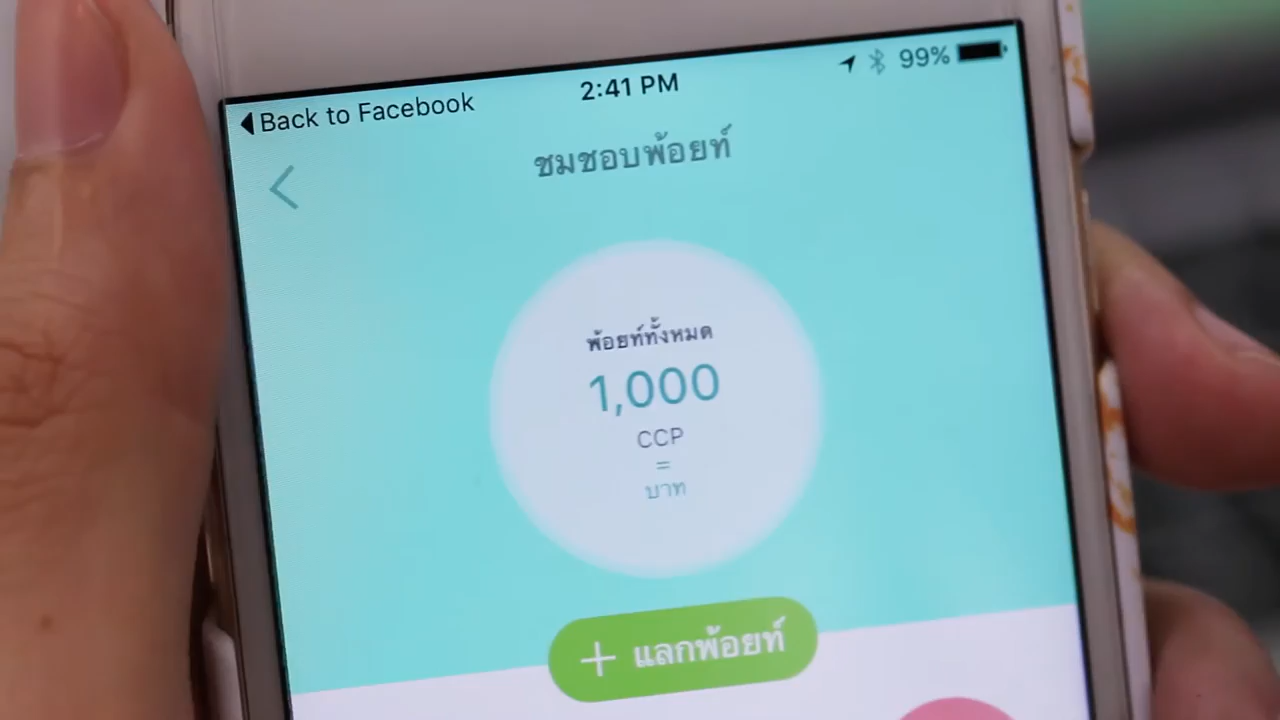 Back to Facebook
2:41 PM
99%
ชมชอบพ้อยท์
พ้อยท์ทั้งหมด
1,000
CCP
=
บาท
+ แลกพ้อยท์